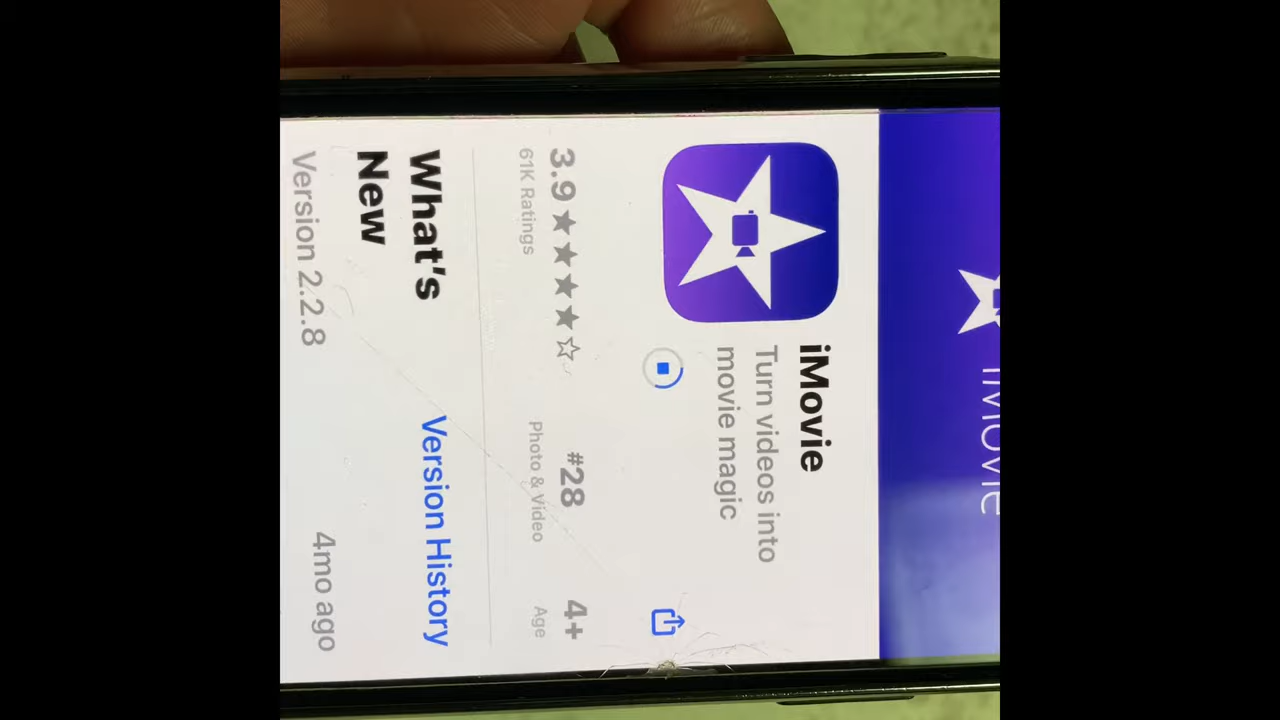 iMovie
iMovie
Turn videos into
movie magic
3.9
61K Ratings
#28
Photo & Video
4+
Age
What's
New
Version History
Version 2.2.8
4mo ago